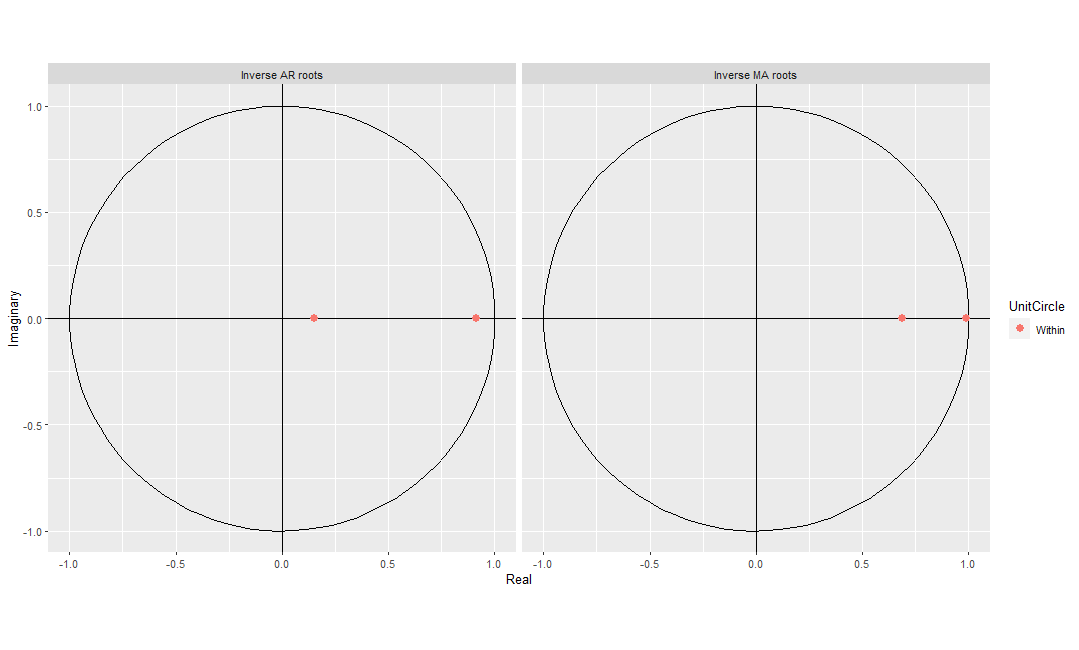 Inverse AR roots
Inverse MA roots
Imaginary
1.0
0.5
0.0
-0.5
-1.0
-1.0 -0.5 0.0 0.5 1.0
-1.0 -0.5 0.0 0.5 1.0
Real
UnitCircle
Within